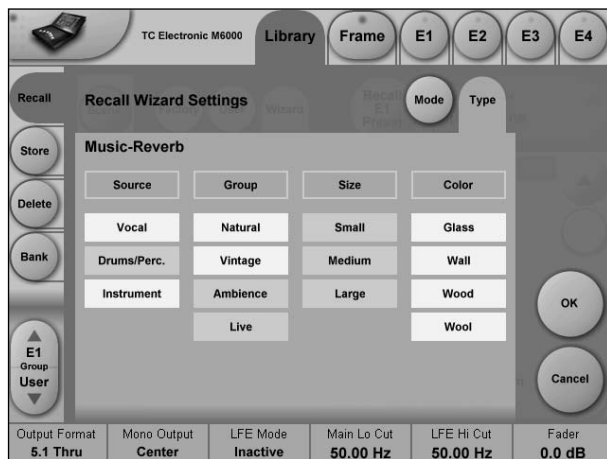 TC Electronic M6000
Library
Frame
E1
E2
E3
E4
Recall
Store
Delete
Bank
E1
Group
User
Recall Wizard Settings
Mode
Type
Music-Reverb
Source Group Size Color
Vocal Natural Small Glass
Drums/Perc. Vintage Medium Wall
Instrument Ambience Large Wood
Live Wool
OK
Cancel
Output Format Mono Output LFE Mode Main Lo Cut LFE Hi Cut Fader
5.1 Thru Center Inactive 50.00 Hz 50.00 Hz 0.0 dB